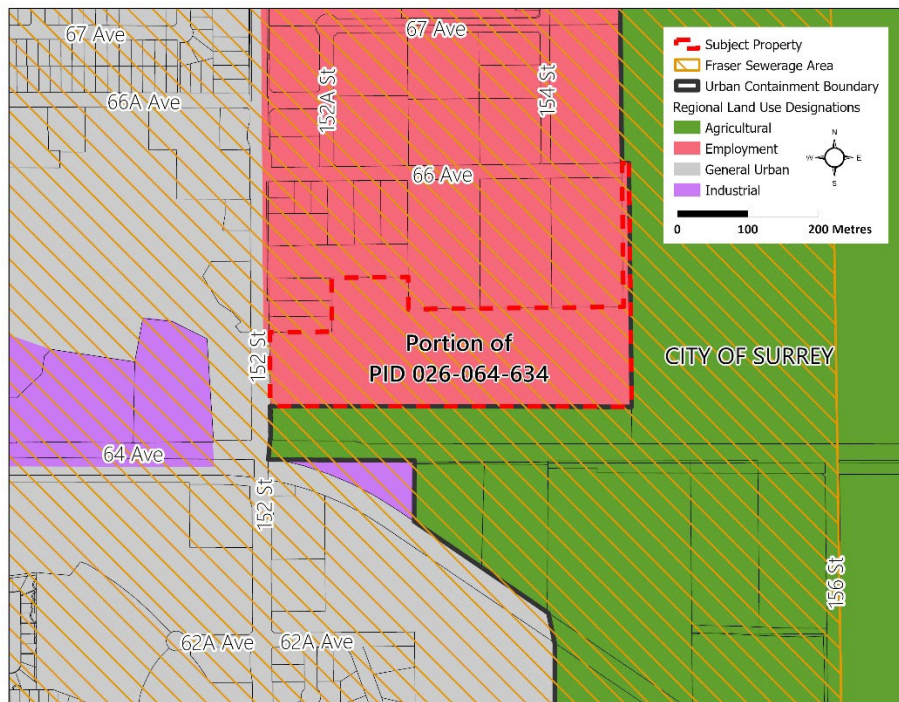 67 Ave
67 Ave
66A Ave
152A St
154 St
66 Ave
152 St
Portion of
PID 026-064-634
CITY OF SURREY
64 Ave
152 St
156 St
62A Ave
62A Ave
Subject Property
Fraser Sewerage Area
Urban Containment Boundary
Regional Land Use Designations
Agricultural
Employment
General Urban
Industrial
N
W
E
S
0 100 200 Metres